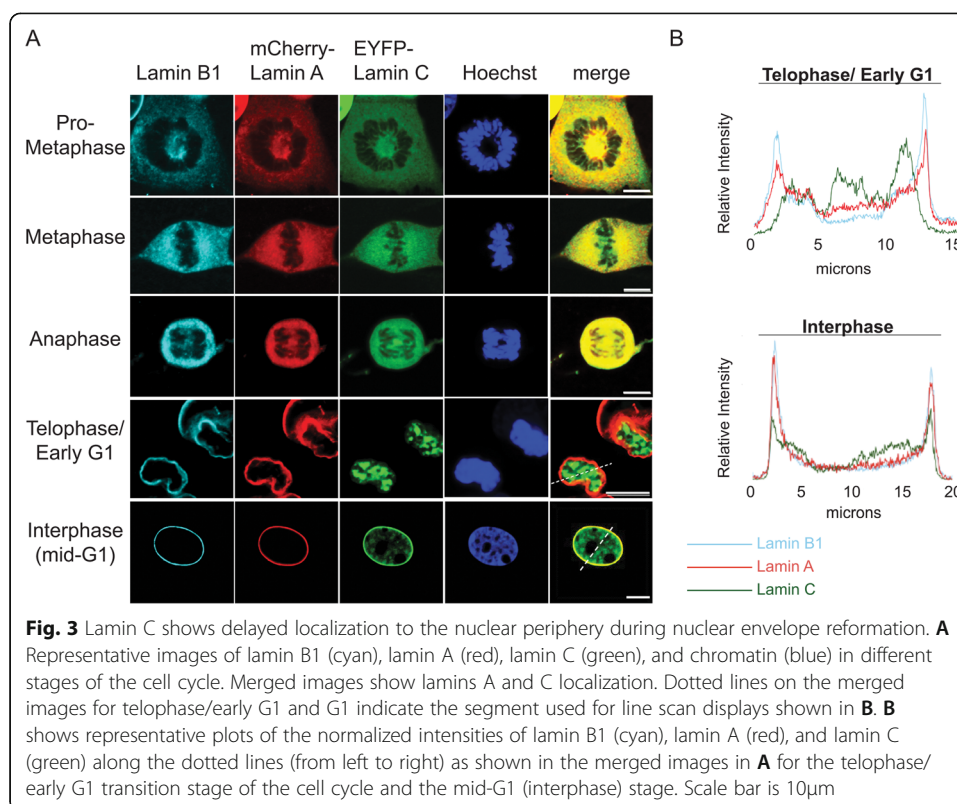 A
B
mCherry- EYFP-
Lamin B1 Lamin A Lamin C Hoechst merge
Pro-
Metaphase
Metaphase
Anaphase
Telophase/
Early G1
Interphase
(mid-G1)
Telophase/ Early G1
Relative Intensity
0 5 10 15
microns
Interphase
Relative Intensity
0 5 10 15 20
microns
Lamin B1
Lamin A
Lamin C
Fig. 3 Lamin C shows delayed localization to the nuclear periphery during nuclear envelope reformation. A
Representative images of lamin B1 (cyan), lamin A (red), lamin C (green), and chromatin (blue) in different
stages of the cell cycle. Merged images show lamins A and C localization. Dotted lines on the merged
images for telophase/early G1 and G1 indicate the segment used for line scan displays shown in B. B
shows representative plots of the normalized intensities of lamin B1 (cyan), lamin A (red), and lamin C
(green) along the dotted lines (from left to right) as shown in the merged images in A for the telophase/
early G1 transition stage of the cell cycle and the mid-G1 (interphase) stage. Scale bar is 10μm